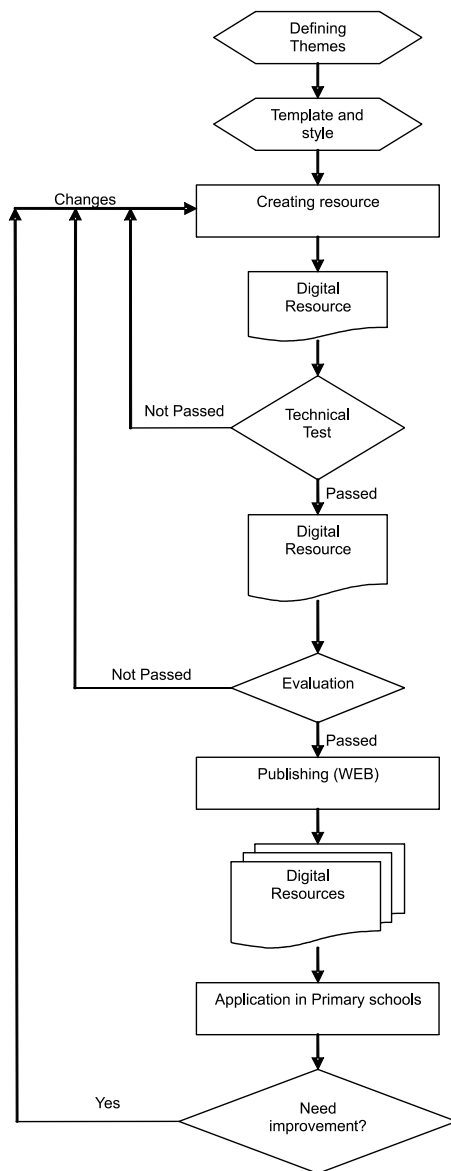 Defining
Themes
Template and
style
Changes
Creating resource
Digital
Resource
Not Passed
Technical
Test
Passed
Digital
Resource
Not Passed
Evaluation
Passed
Publishing (WEB)
Digital
Resources
Application in Primary schools
Yes
Need
improvement?